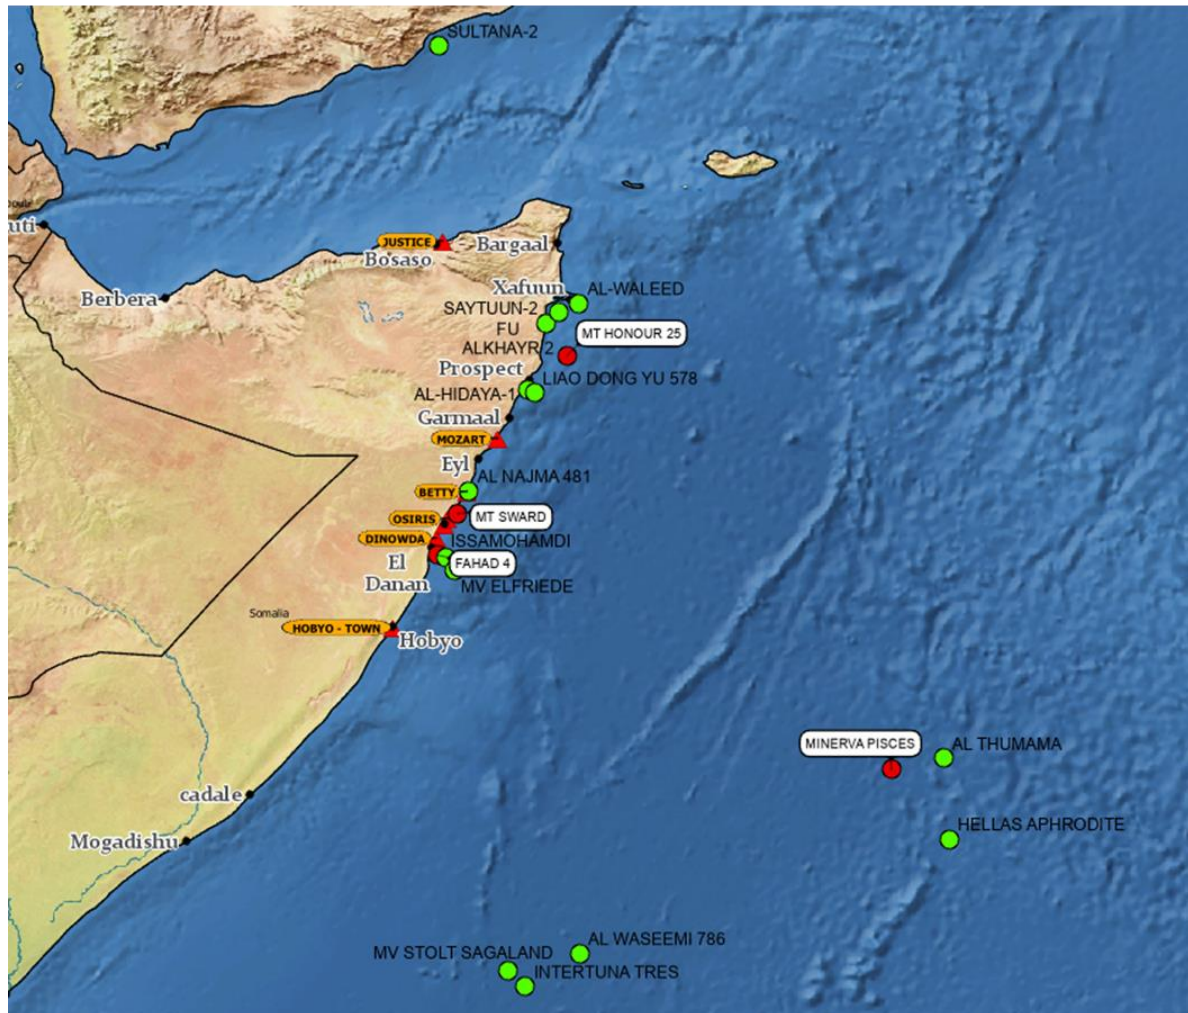 SULTANA-2
uti
JUSTICE
Bosaso
Bargaal
Berbera
Xafuun
AL-WALEED
SAYTUUN-2
FU
MT HONOUR 25
ALKHAYR 2
Prospect
LIAO DONG YU 578
AL-HIDAYA-1
Garmaal
MOZART
Eyl
AL NAJMA 481
BETTY
MT SWARD
OSIRIS
DINOWDA
ISSAMOHAMDI
FAHAD 4
El
Danan
MV ELFRIEDE
Somalia
HOBYO - TOWN
Hobyo
MINERVA PISCES
AL THUMAMA
cadale
HELLAS APHRODITE
Mogadishu
AL WASEEMI 786
MV STOLT SAGALAND
INTERTUNA TRES